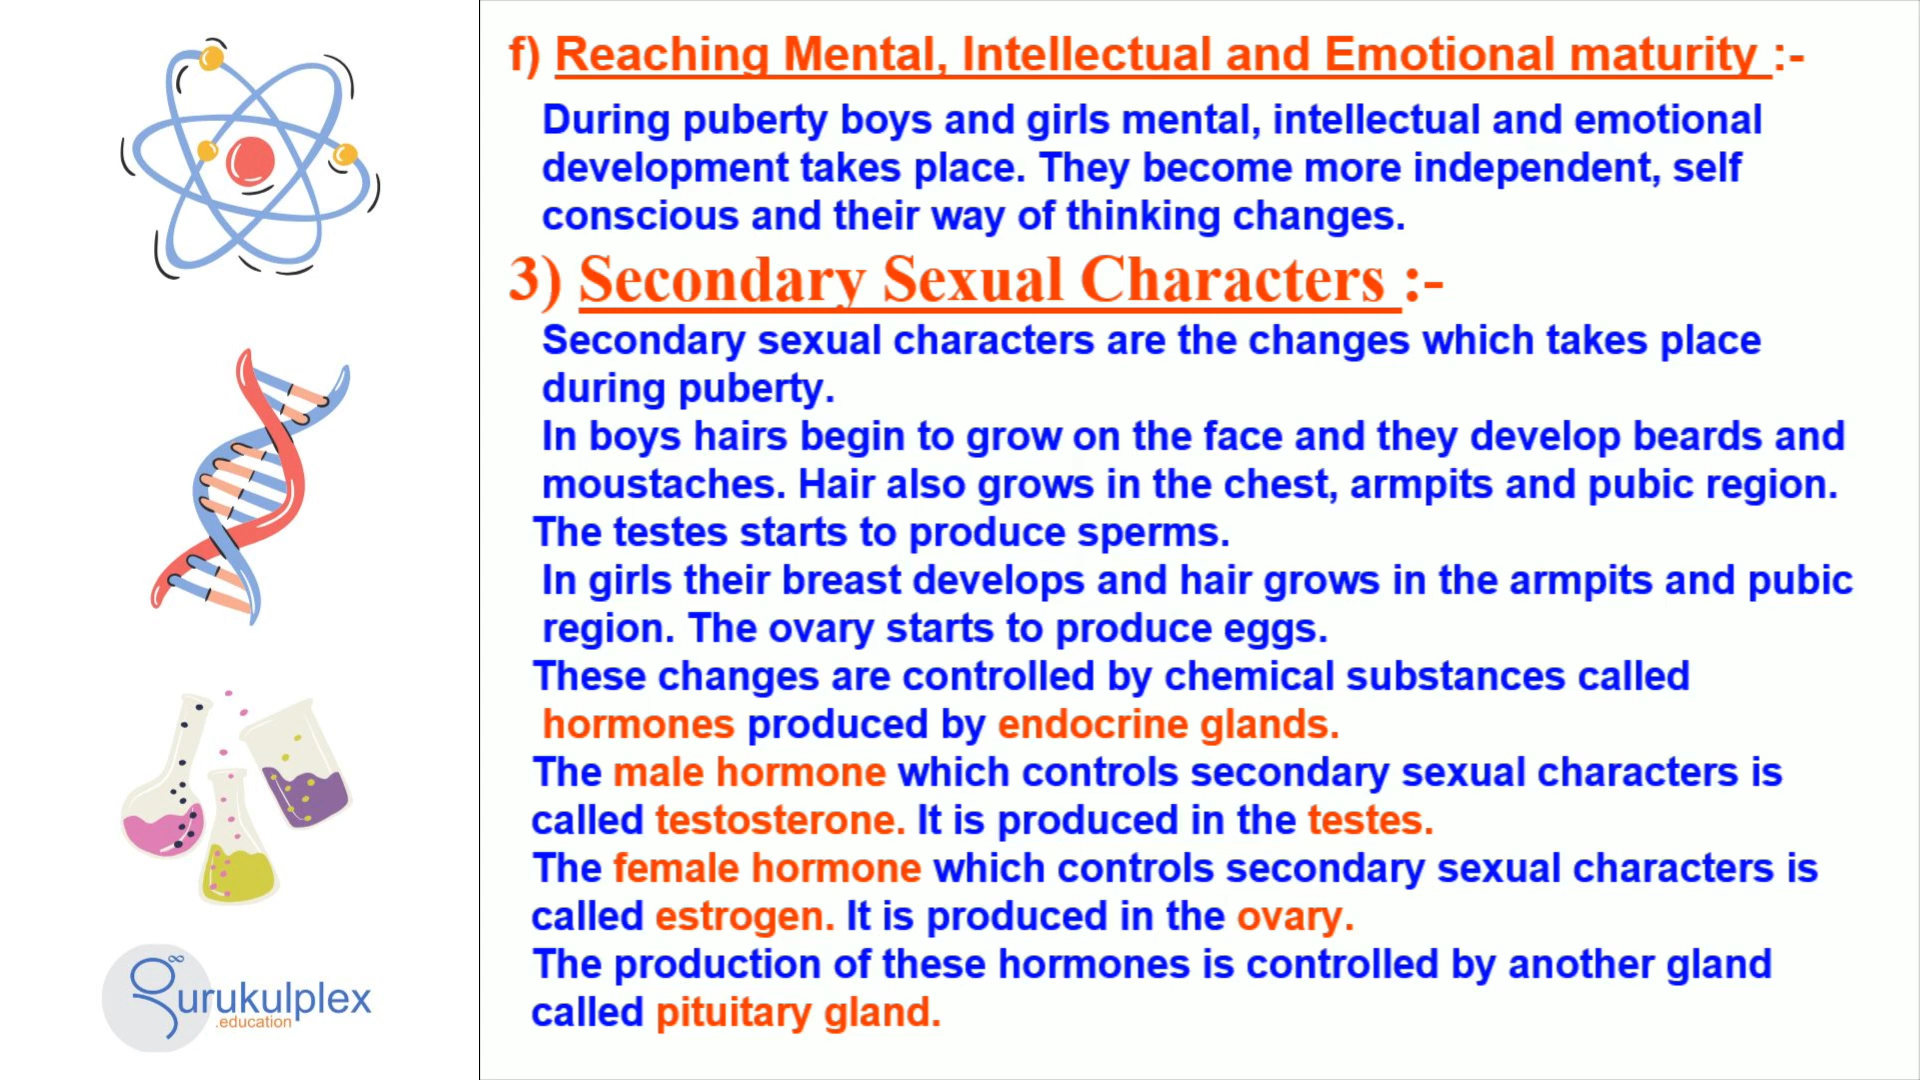 f) Reaching Mental, Intellectual and Emotional maturity :-
During puberty boys and girls mental, intellectual and emotional
development takes place. They become more independent, self
conscious and their way of thinking changes.
3) Secondary Sexual Characters :-
Secondary sexual characters are the changes which takes place
during puberty.
In boys hairs begin to grow on the face and they develop beards and
moustaches. Hair also grows in the chest, armpits and pubic region.
The testes starts to produce sperms.
In girls their breast develops and hair grows in the armpits and pubic
region. The ovary starts to produce eggs.
These changes are controlled by chemical substances called
hormones produced by endocrine glands.
The male hormone which controls secondary sexual characters is
called testosterone. It is produced in the testes.
The female hormone which controls secondary sexual characters is
called estrogen. It is produced in the ovary.
The production of these hormones is controlled by another gland
called pituitary gland.
gurukulplex
.education